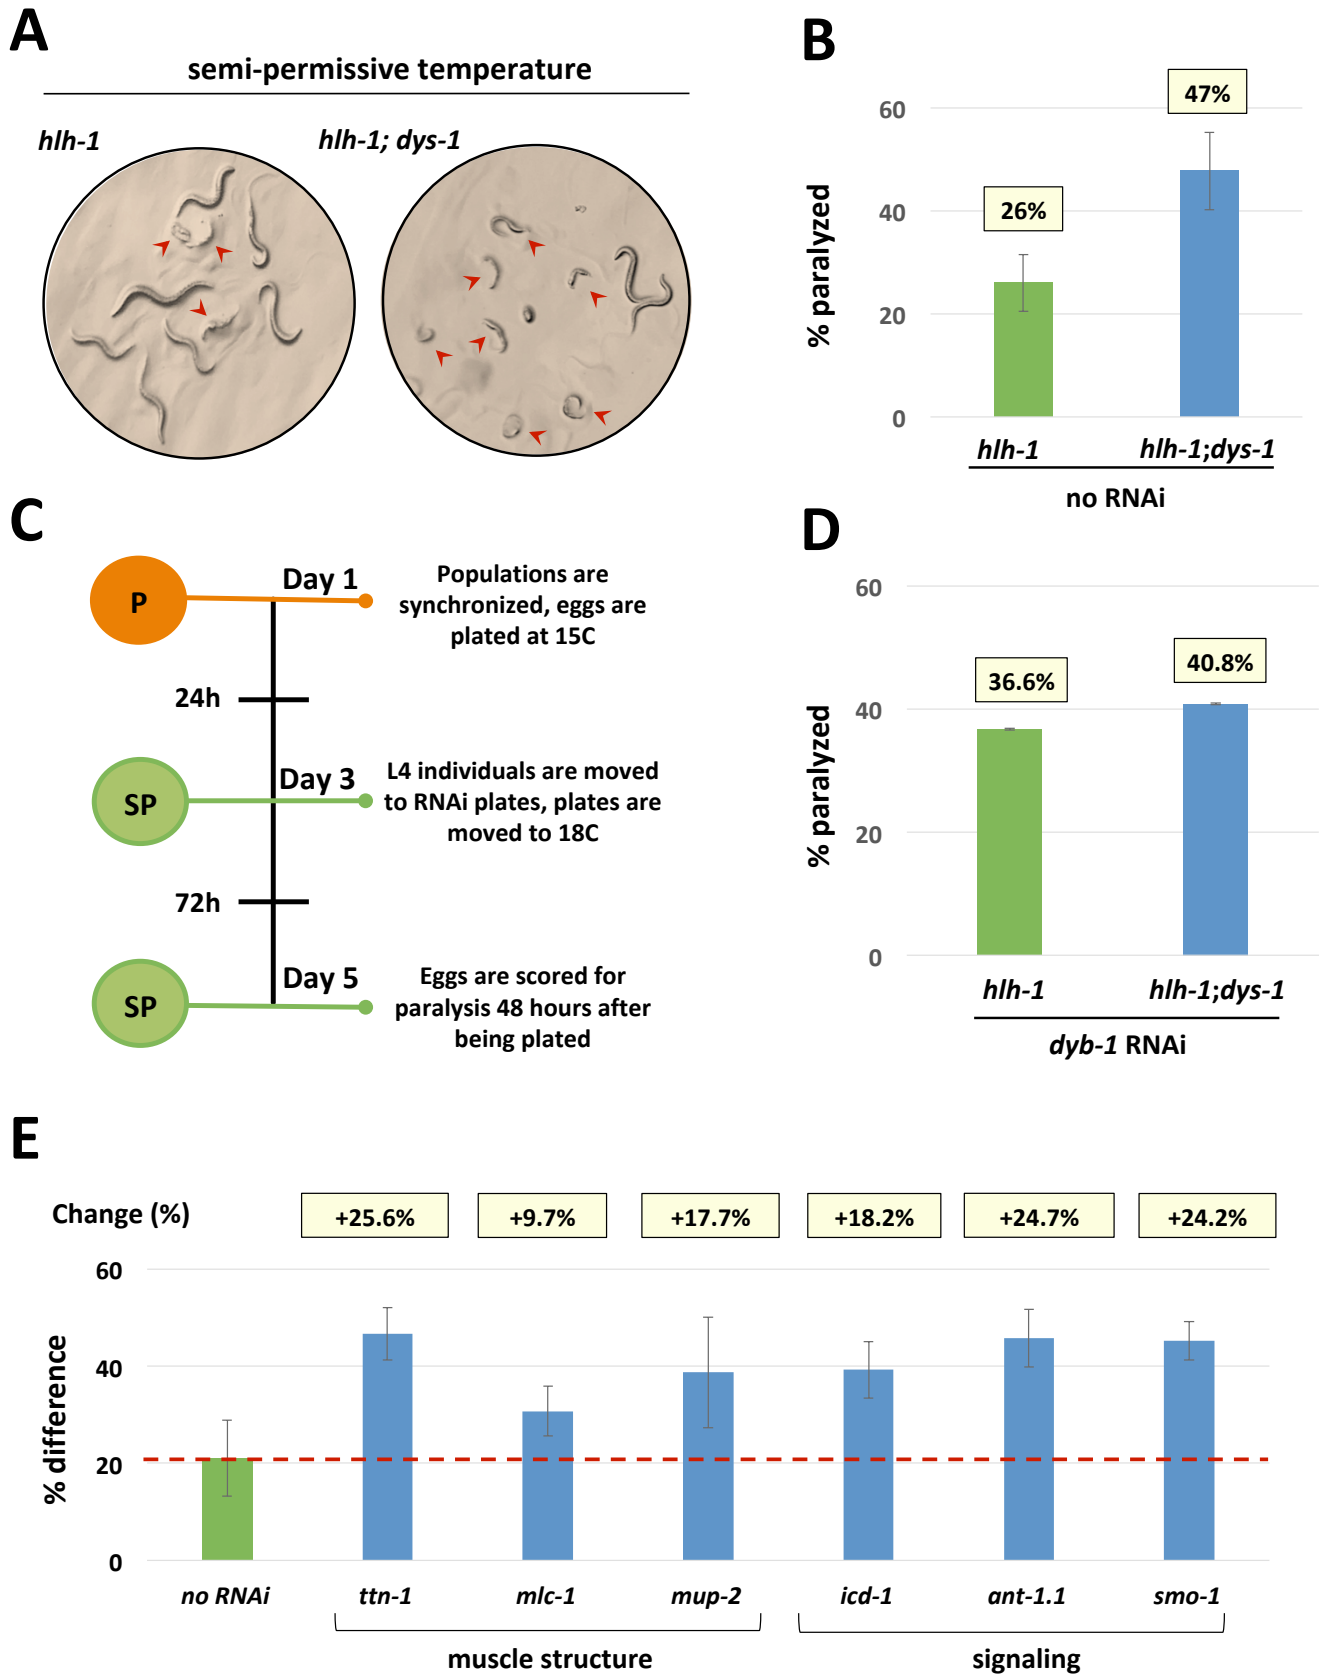 A
semi-permissive temperature
hlh-1
hlh-1; dys-1
B
% paralyzed
60
40
20
0
26%
47%
hlh-1
hlh-1;dys-1
no RNAi
C
P
Day 1
Populations are
synchronized, eggs are
plated at 15C
24h
SP
Day 3
L4 individuals are moved
to RNAi plates, plates are
moved to 18C
72h
SP
Day 5
Eggs are scored for
paralysis 48 hours after
being plated
D
% paralyzed
60
40
20
0
36.6%
40.8%
hlh-1
hlh-1;dys-1
dyb-1 RNAi
E
Change (%)
+25.6%
+9.7%
+17.7%
+18.2%
+24.7%
+24.2%
% difference
60
40
20
0
no RNAi
ttn-1
mlc-1
mup-2
icd-1
ant-1.1
smo-1
muscle structure
signaling